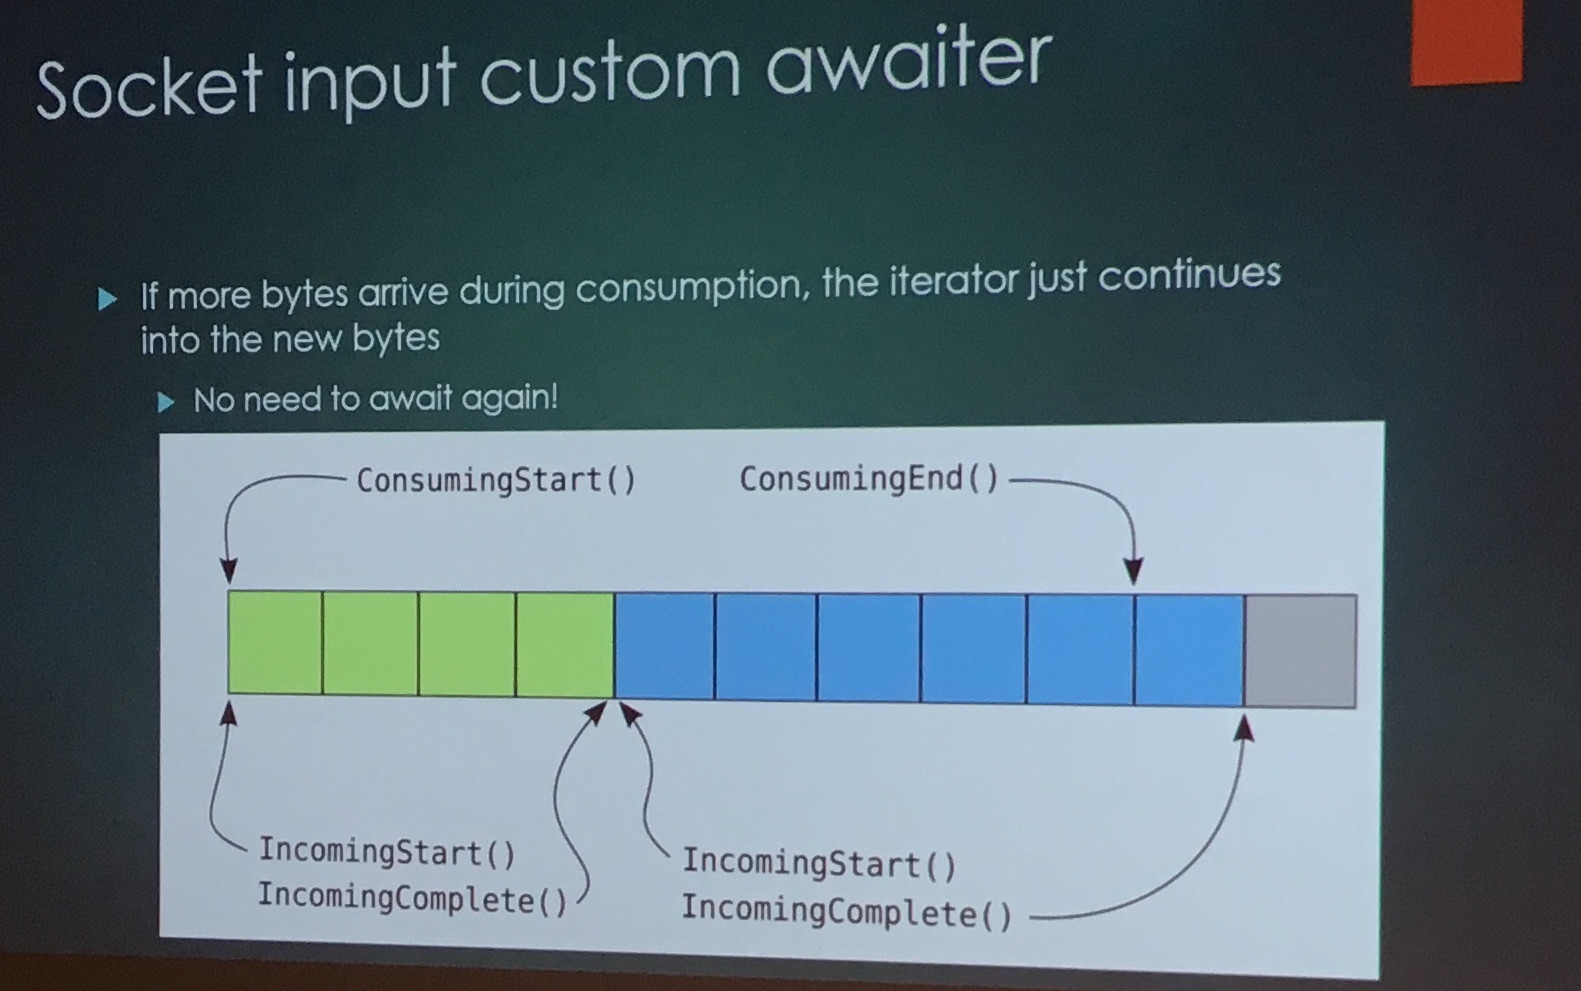 Socket input custom awaiter
If more bytes arrive during consumption, the iterator just continues
into the new bytes
No need to await again!
ConsumingStart() ConsumingEnd()
IncomingStart() IncomingStart()
IncomingComplete() IncomingComplete()